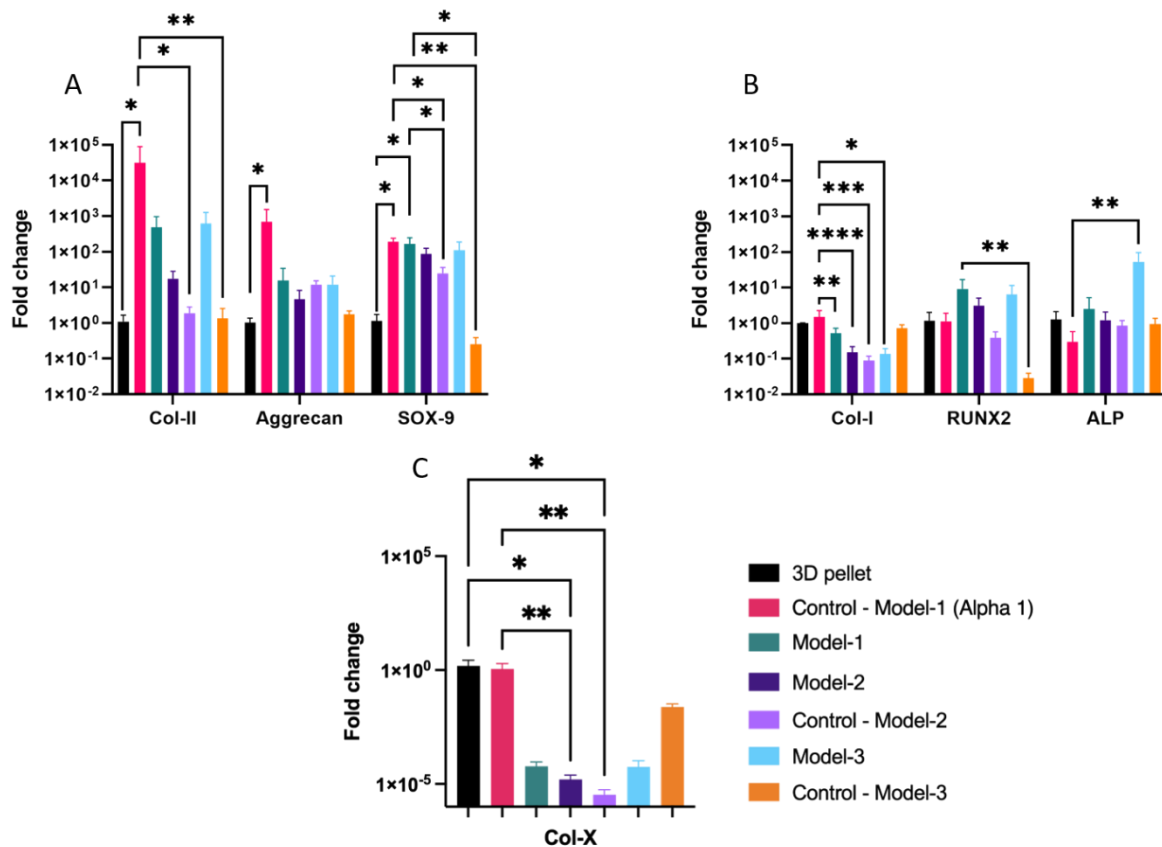 A
**
*
*
**
*
*
*
*
*
*
Fold change
1×10⁵
1×10⁴
1×10³
1×10²
1×10¹
1×10⁰
1×10⁻¹
1×10⁻²
Col-II Aggrecan SOX-9
B
*
***
****
**
**
**
Fold change
1×10⁵
1×10⁴
1×10³
1×10²
1×10¹
1×10⁰
1×10⁻¹
1×10⁻²
Col-I RUNX2 ALP
C
*
**
*
**
Fold change
1×10⁵
1×10⁰
1×10⁻⁵
Col-X
3D pellet
Control - Model-1 (Alpha 1)
Model-1
Model-2
Control - Model-2
Model-3
Control - Model-3